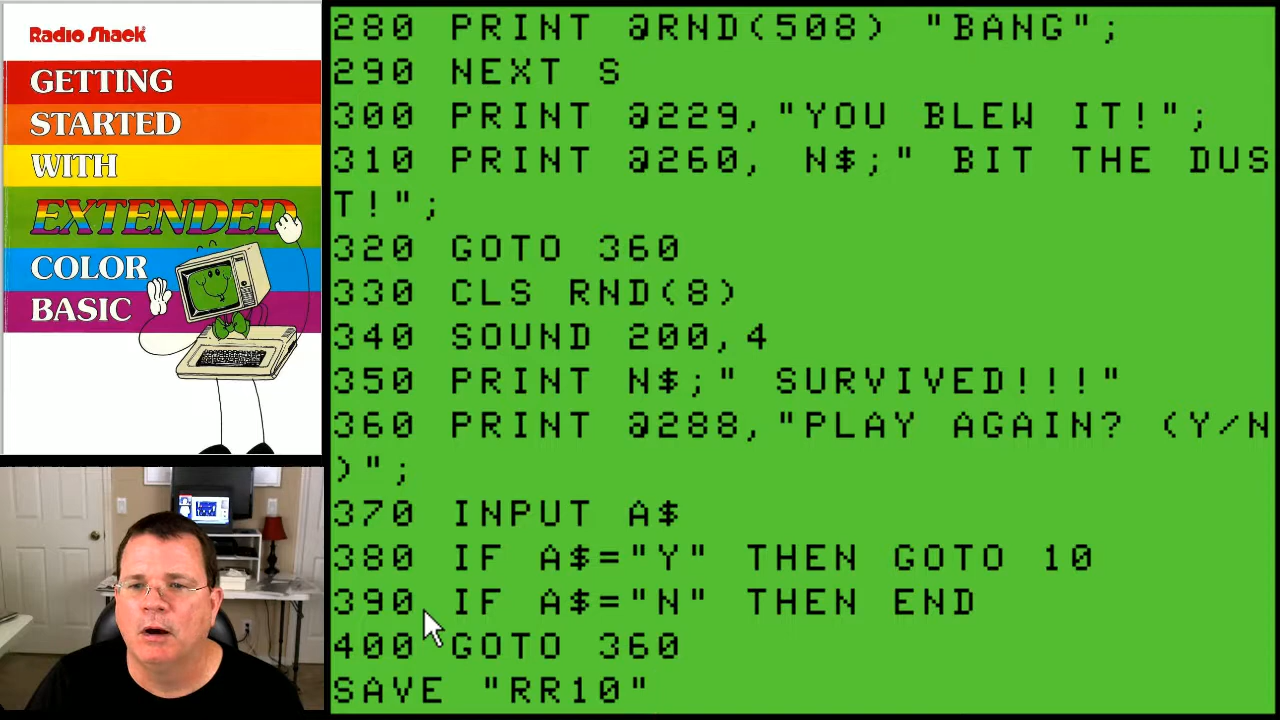 Radio Shack
GETTING
STARTED
WITH
EXTENDED
COLOR
BASIC
280 PRINT @RND(508) "BANG";
290 NEXT S
300 PRINT @229,"YOU BLEW IT!";
310 PRINT @260, N$;" BIT THE DUS
T!";
320 GOTO 360
330 CLS RND(8)
340 SOUND 200,4
350 PRINT N$;" SURVIVED!!!"
360 PRINT @288,"PLAY AGAIN? (Y/N
)";
370 INPUT A$
380 IF A$="Y" THEN GOTO 10
390 IF A$="N" THEN END
400 GOTO 360
SAVE "RR10"